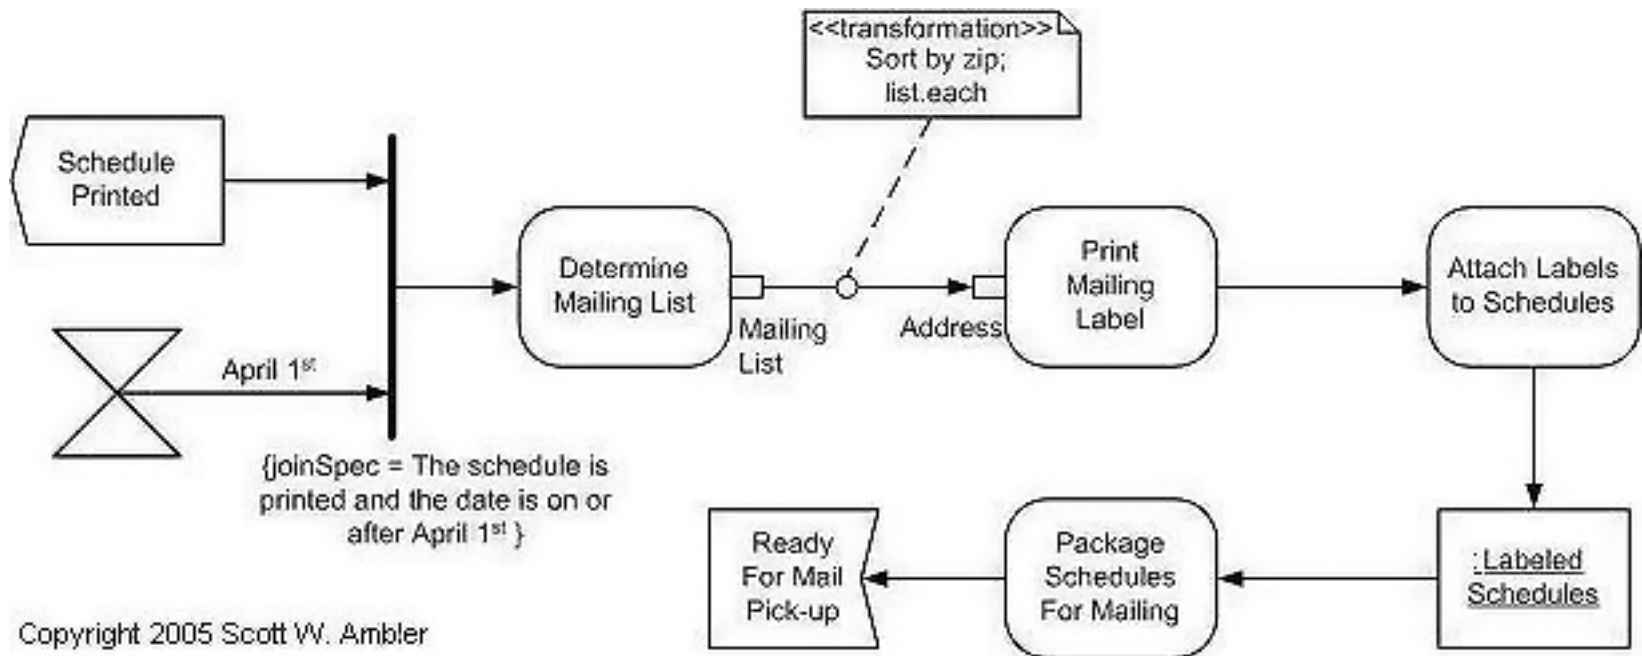 <<transformation>>
Sort by zip;
list.each
Schedule
Printed
April 1st
{joinSpec = The schedule is
printed and the date is on or
after April 1st }
Determine
Mailing List
Mailing
List
Address
Print
Mailing
Label
Attach Labels
to Schedules
:Labeled
Schedules
Package
Schedules
For Mailing
Ready
For Mail
Pick-up
Copyright 2005 Scott W. Ambler